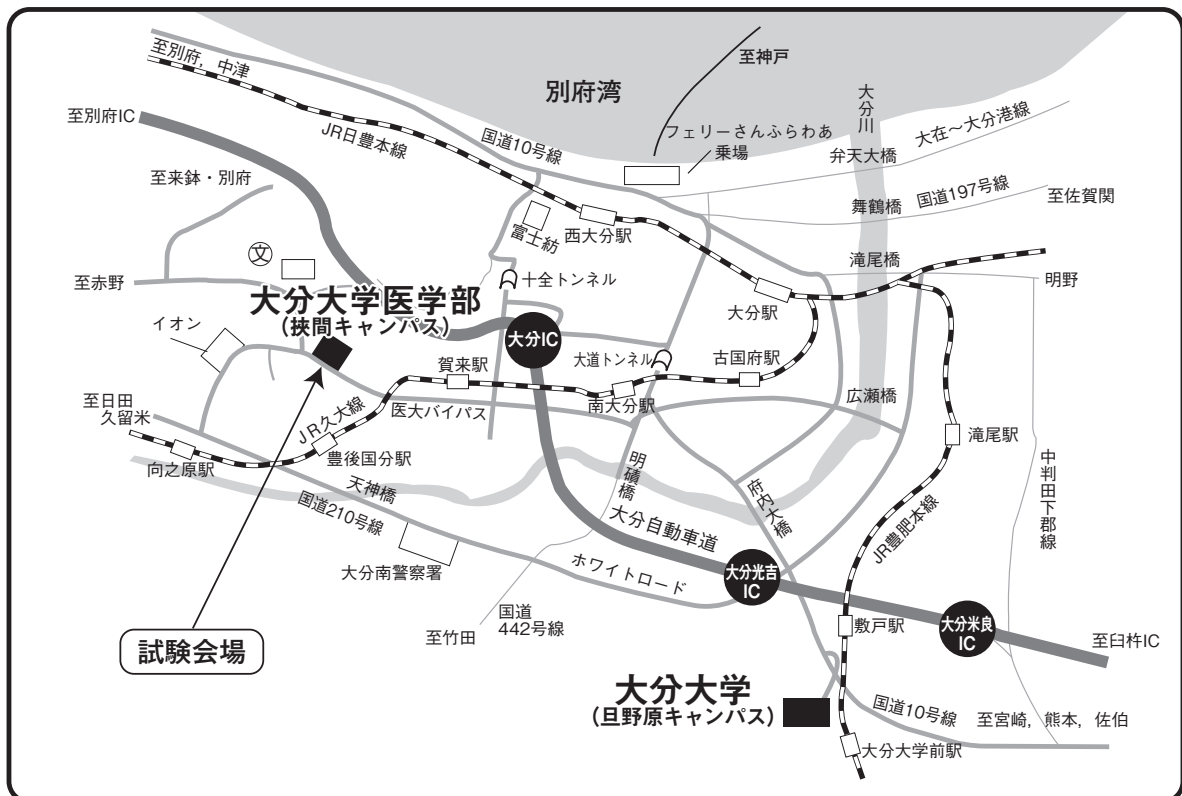 至別府，中津
至神戸
別府湾
大分川
至別府IC
JR日豊本線
国道10号線
フェリーさんふらわあ
乗場
大在～大分港線
弁天大橋
至来鉢・別府
舞鶴橋
国道197号線
至佐賀関
富士紡
西大分駅
文
十全トンネル
滝尾橋
至赤野
明野
大分大学医学部
（挾間キャンパス）
大分駅
イオン
大分IC
賀来駅
大道トンネル
古国府駅
至日田
久留米
JR久大線
医大バイパス
南大分駅
広瀬橋
滝尾駅
向之原駅
豊後国分駅
天神橋
明磧橋
府内大橋
中判田下郡線
国道210号線
大分自動車道
JR豊肥本線
大分南警察署
ホワイトロード
大分光吉
IC
国道
442号線
至竹田
敷戸駅
大分米良
IC
至臼杵IC
試験会場
大分大学
（旦野原キャンパス）
国道10号線
至宮崎，熊本，佐伯
大分大学前駅